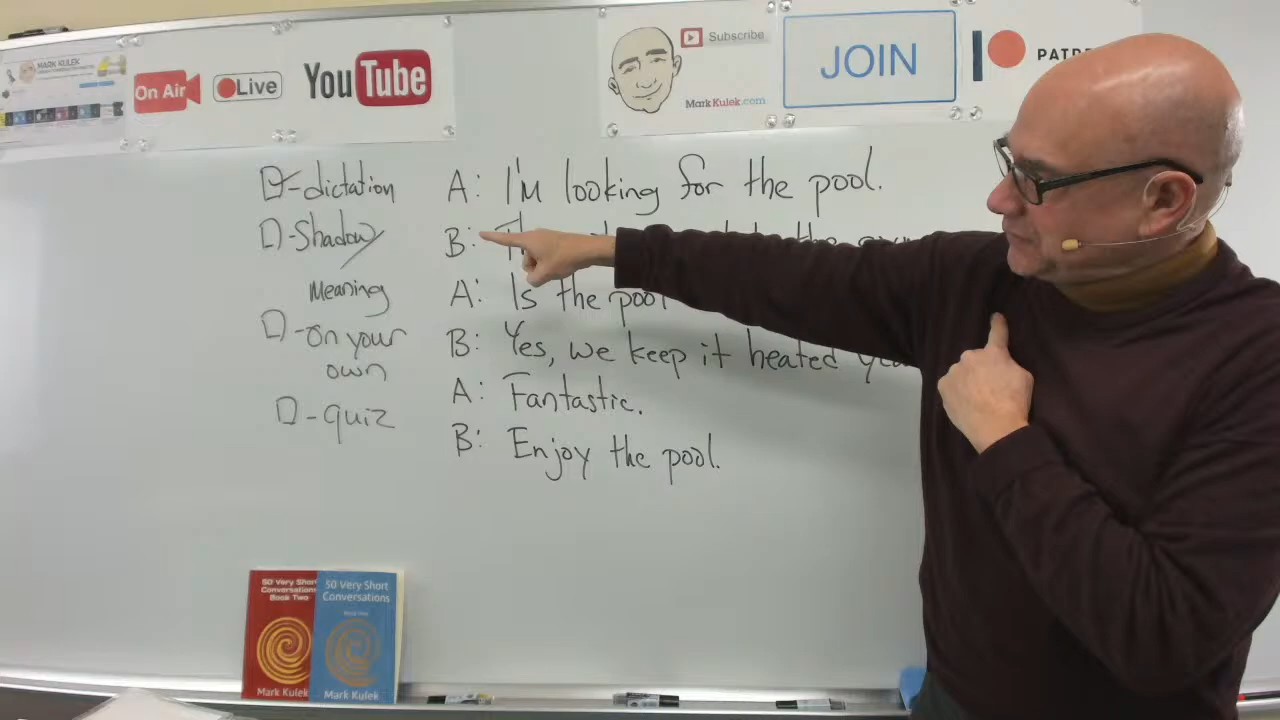 MARK KULEK
On Air
Live
YouTube
Subscribe
MarkKulek.com
JOIN
D-dictation
D-Shadow
Meaning
D-on your
own
D-quiz
A: I'm looking for the pool.
B: the
A: Is the pool
B: Yes, we keep it heated
A: Fantastic.
B: Enjoy the pool.
50 Very Short
Conversations
Book Two
Mark Kulek
50 Very Short
Conversations
Mark Kulek